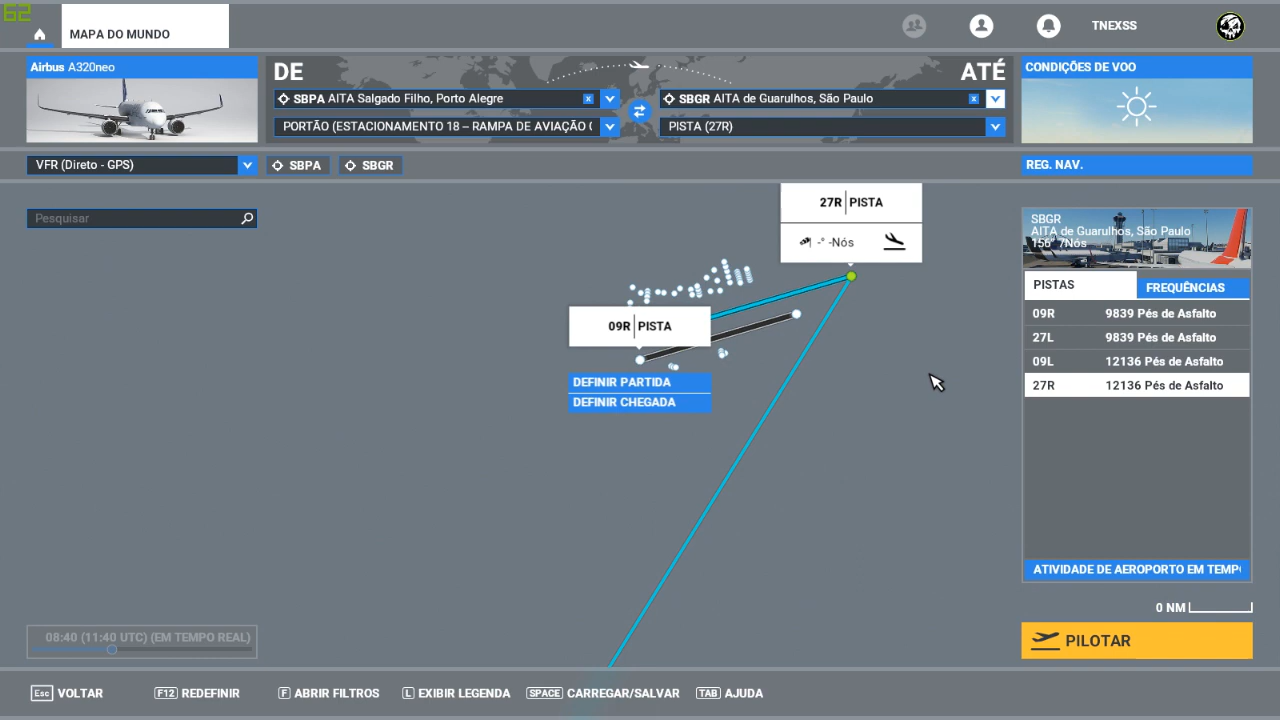 62
MAPA DO MUNDO
TNEXSS
Airbus A320neo
DE
ATÉ
CONDIÇÕES DE VOO
SBPA AITA Salgado Filho, Porto Alegre
x
SBGR AITA de Guarulhos, São Paulo
x
PORTÃO (ESTACIONAMENTO 18 – RAMPA DE AVIAÇÃO
PISTA (27R)
VFR (Direto - GPS)
SBPA
SBGR
REG. NAV.
Pesquisar
27R PISTA
-° -Nós
09R PISTA
DEFINIR PARTIDA
DEFINIR CHEGADA
SBGR
AITA de Guarulhos, São Paulo
156° 7Nós
PISTAS
FREQUÊNCIAS
09R 9839 Pés de Asfalto
27L 9839 Pés de Asfalto
09L 12136 Pés de Asfalto
27R 12136 Pés de Asfalto
ATIVIDADE DE AEROPORTO EM TEMP
0 NM
08:40 (11:40 UTC) (EM TEMPO REAL)
PILOTAR
Esc VOLTAR
F12 REDEFINIR
F ABRIR FILTROS
L EXIBIR LEGENDA
SPACE CARREGAR/SALVAR
TAB AJUDA